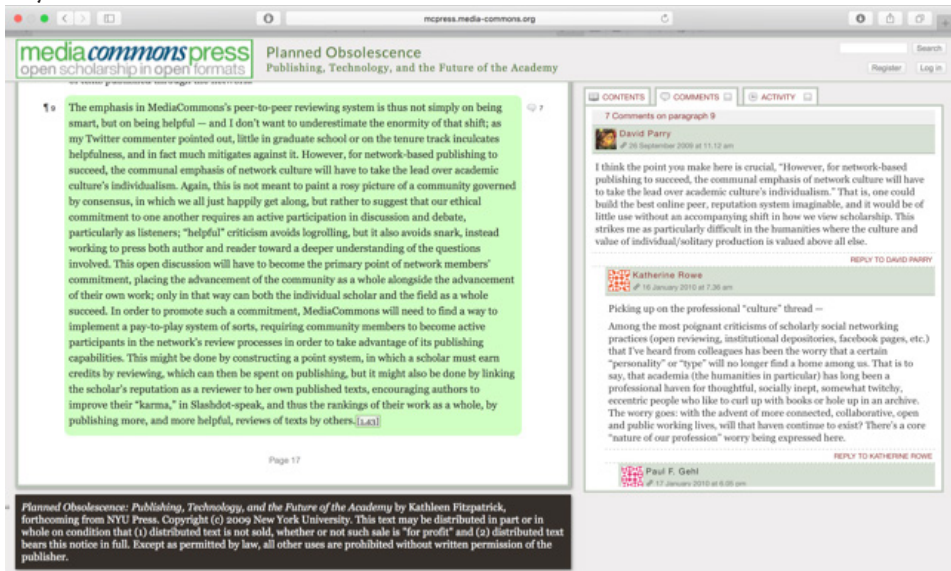 mcpress.media-commons.org
mediacommonspress
open scholarship in open formats
Planned Obsolescence
Publishing, Technology, and the Future of the Academy
Search
Register
Log in
¶ 9
The emphasis in MediaCommons's peer-to-peer reviewing system is thus not simply on being
smart, but on being helpful — and I don't want to underestimate the enormity of that shift; as
my Twitter commenter pointed out, little in graduate school or on the tenure track inculcates
helpfulness, and in fact much mitigates against it. However, for network-based publishing to
succeed, the communal emphasis of network culture will have to take the lead over academic
culture's individualism. Again, this is not meant to paint a rosy picture of a community governed
by consensus, in which we all just happily get along, but rather to suggest that our ethical
commitment to one another requires an active participation in discussion and debate,
particularly as listeners; "helpful" criticism avoids logrolling, but it also avoids snark, instead
working to press both author and reader toward a deeper understanding of the questions
involved. This open discussion will have to become the primary point of network members'
commitment, placing the advancement of the community as a whole alongside the advancement
of their own work; only in that way can both the individual scholar and the field as a whole
succeed. In order to promote such a commitment, MediaCommons will need to find a way to
implement a pay-to-play system of sorts, requiring community members to become active
participants in the network's review processes in order to take advantage of its publishing
capabilities. This might be done by constructing a point system, in which a scholar must earn
credits by reviewing, which can then be spent on publishing, but it might also be done by linking
the scholar's reputation as a reviewer to her own published texts, encouraging authors to
improve their "karma," in Slashdot-speak, and thus the rankings of their work as a whole, by
publishing more, and more helpful, reviews of texts by others.[1.43]
7
Page 17
Planned Obsolescence: Publishing, Technology, and the Future of the Academy by Kathleen Fitzpatrick,
forthcoming from NYU Press. Copyright (c) 2009 New York University. This text may be distributed in part or in
whole on condition that (1) distributed text is not sold, whether or not such sale is "for profit" and (2) distributed text
bears this notice in full. Except as permitted by law, all other uses are prohibited without written permission of the
publisher.
CONTENTS
COMMENTS
ACTIVITY
7 Comments on paragraph 9
David Parry
26 September 2009 at 11.12 am
I think the point you make here is crucial, "However, for network-based
publishing to succeed, the communal emphasis of network culture will have
to take the lead over academic culture's individualism." That is, one could
build the best online peer, reputation system imaginable, and it would be of
little use without an accompanying shift in how we view scholarship. This
strikes me as particularly difficult in the humanities where the culture and
value of individual/solitary production is valued above all else.
REPLY TO DAVID PARRY
Katherine Rowe
16 January 2010 at 7.36 am
Picking up on the professional "culture" thread —
Among the most poignant criticisms of scholarly social networking
practices (open reviewing, institutional depositories, facebook pages, etc.)
that I've heard from colleagues has been the worry that a certain
"personality" or "type" will no longer find a home among us. That is to
say, that academia (the humanities in particular) has long been a
professional haven for thoughtful, socially inept, somewhat twitchy,
eccentric people who like to curl up with books or hole up in an archive.
The worry goes: with the advent of more connected, collaborative, open
and public working lives, will that haven continue to exist? There's a core
"nature of our profession" worry being expressed here.
REPLY TO KATHERINE ROWE
Paul F. Gehl
17 January 2010 at 6.05 pm